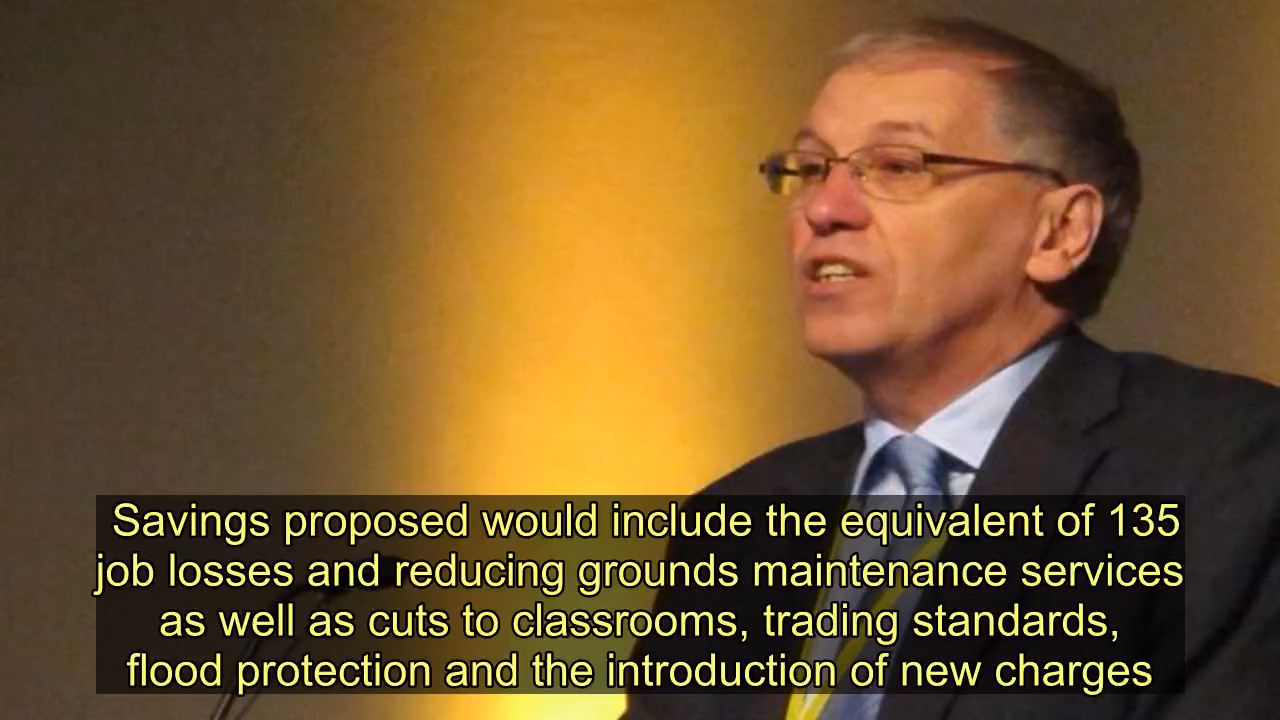 Savings proposed would include the equivalent of 135
job losses and reducing grounds maintenance services
as well as cuts to classrooms, trading standards,
flood protection and the introduction of new charges